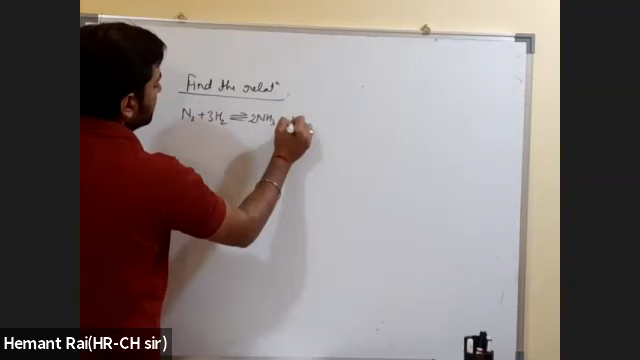 Find the relatⁿ
N₂ + 3H₂ ⇌ 2NH₃
Hemant Rai(HR-CH sir)